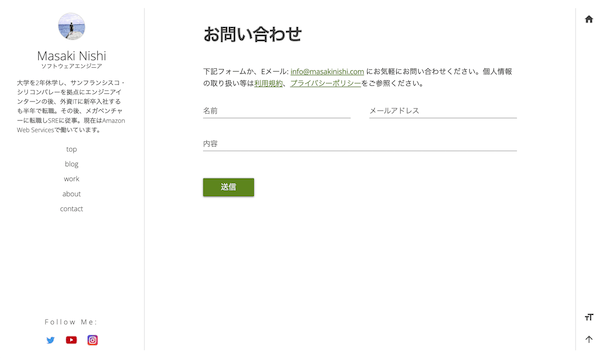 Masaki Nishi
ソフトウェアエンジニア
大学を2年休学し、サンフランシスコ・
シリコンバレーを拠点にエンジニアイ
ンターンの後、外資ITに新卒入社する
も半年で転職。その後、メガベンチャ
ーに転職しSREに従事。現在はAmazon
Web Servicesで働いています。
top
blog
work
about
contact
Follow Me:
お問い合わせ
下記フォームか、Eメール: info@masakinishi.com にお気軽にお問い合わせください。個人情報
の取り扱い等は利用規約、プライバシーポリシーをご参照ください。
名前
メールアドレス
内容
送信